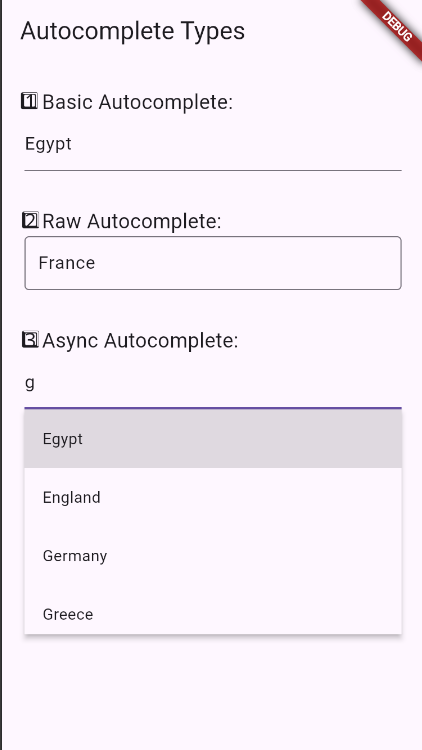 Autocomplete Types
DEBUG
1️⃣ Basic Autocomplete:
Egypt
2️⃣ Raw Autocomplete:
France
3️⃣ Async Autocomplete:
g
Egypt
England
Germany
Greece